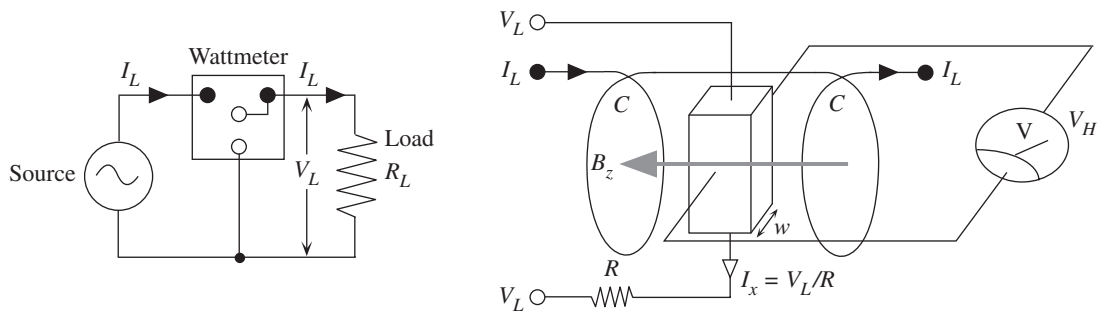 Wattmeter
I_L
I_L
Source
V_L
Load
R_L
V_L
I_L
I_L
C
C
V
V_H
B_z
w
R
I_x = V_L/R
V_L